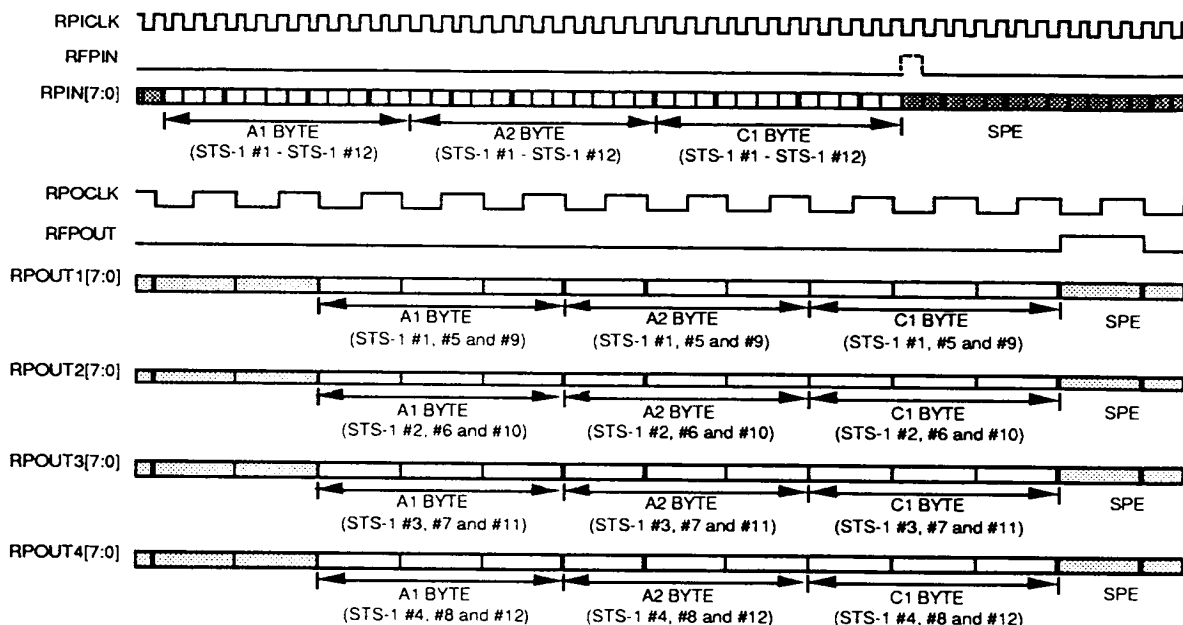 RPICLK
RFPIN
RPIN[7:0]
A1 BYTE A2 BYTE C1 BYTE SPE
(STS-1 #1 - STS-1 #12) (STS-1 #1 - STS-1 #12) (STS-1 #1 - STS-1 #12)
RPOCLK
RFPOUT
RPOUT1[7:0]
A1 BYTE A2 BYTE C1 BYTE SPE
(STS-1 #1, #5 and #9) (STS-1 #1, #5 and #9) (STS-1 #1, #5 and #9)
RPOUT2[7:0]
A1 BYTE A2 BYTE C1 BYTE SPE
(STS-1 #2, #6 and #10) (STS-1 #2, #6 and #10) (STS-1 #2, #6 and #10)
RPOUT3[7:0]
A1 BYTE A2 BYTE C1 BYTE SPE
(STS-1 #3, #7 and #11) (STS-1 #3, #7 and #11) (STS-1 #3, #7 and #11)
RPOUT4[7:0]
A1 BYTE A2 BYTE C1 BYTE SPE
(STS-1 #4, #8 and #12) (STS-1 #4, #8 and #12) (STS-1 #4, #8 and #12)